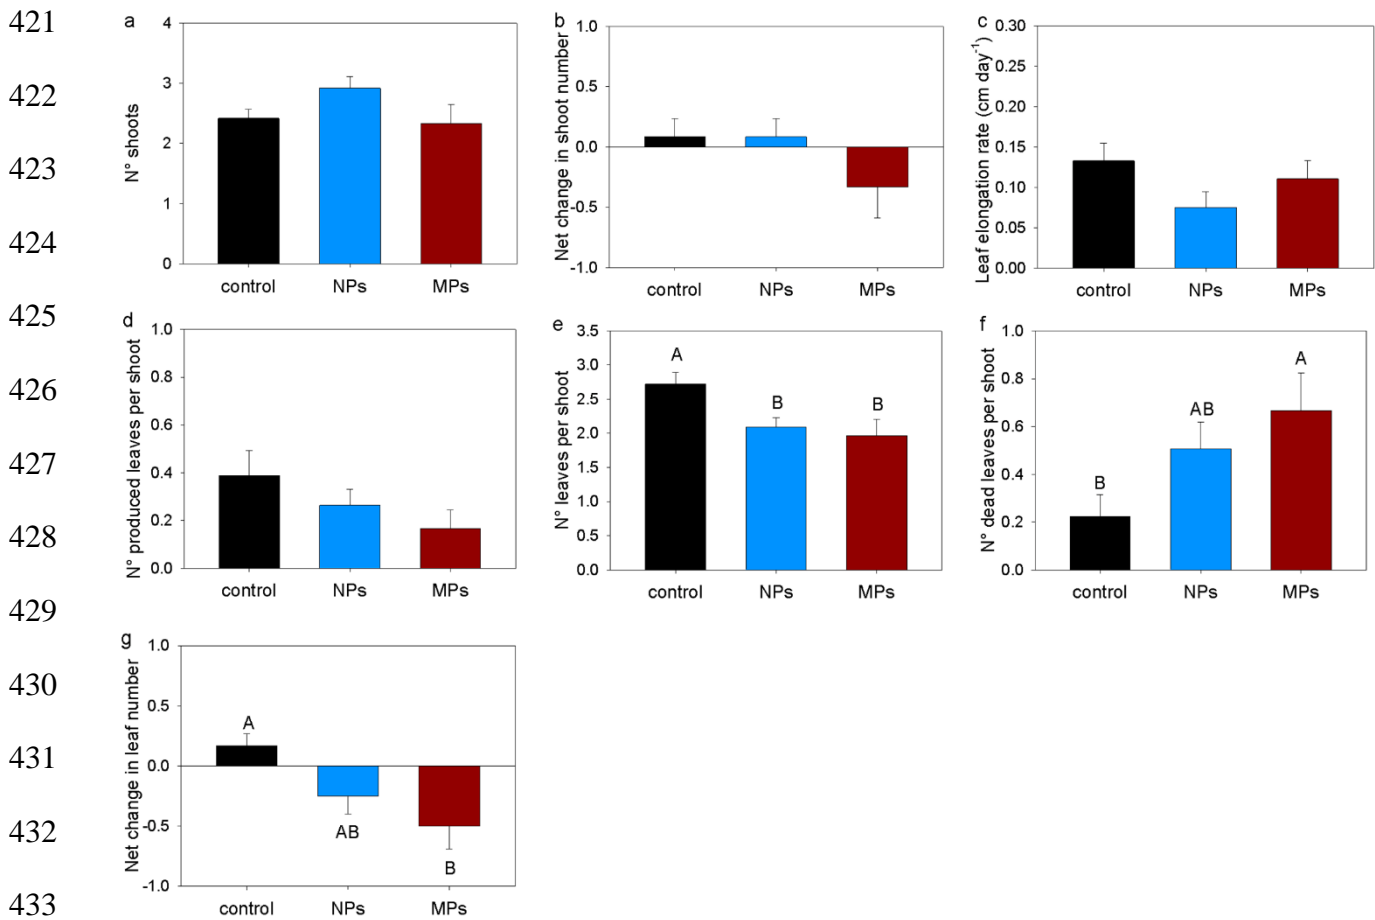 421
422
423
424
425
426
427
428
429
430
431
432
433
a
N° shoots
4
3
2
1
0
control NPs MPs
b
Net change in shoot number
1.0
0.5
0.0
-0.5
-1.0
control NPs MPs
c
Leaf elongation rate (cm day⁻¹)
0.30
0.25
0.20
0.15
0.10
0.05
0.00
control NPs MPs
d
N° produced leaves per shoot
1.0
0.8
0.6
0.4
0.2
0.0
control NPs MPs
e
N° leaves per shoot
3.5
3.0
2.5
2.0
1.5
1.0
0.5
0.0
A
B B
control NPs MPs
f
N° dead leaves per shoot
1.0
0.8
0.6
0.4
0.2
0.0
A
AB
B
control NPs MPs
g
Net change in leaf number
1.0
0.5
0.0
-0.5
-1.0
A
AB
B
control NPs MPs